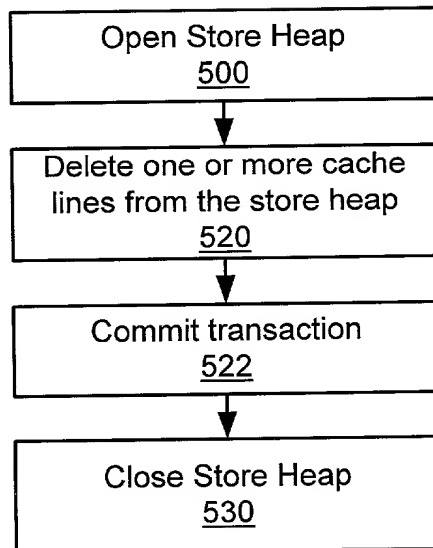 Open Store Heap
500
Delete one or more cache
lines from the store heap
520
Commit transaction
522
Close Store Heap
530